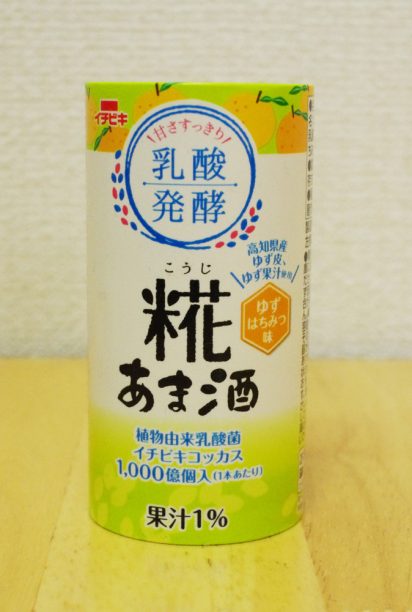 イチビキ
甘さすっきり
乳酸
発酵
高知県産
ゆず皮、
ゆず果汁使用
ゆず
はちみつ
味
こうじ
糀
あま酒
植物由来乳酸菌
イチビキコッカス
1,000億個入(1本あたり)
果汁1%